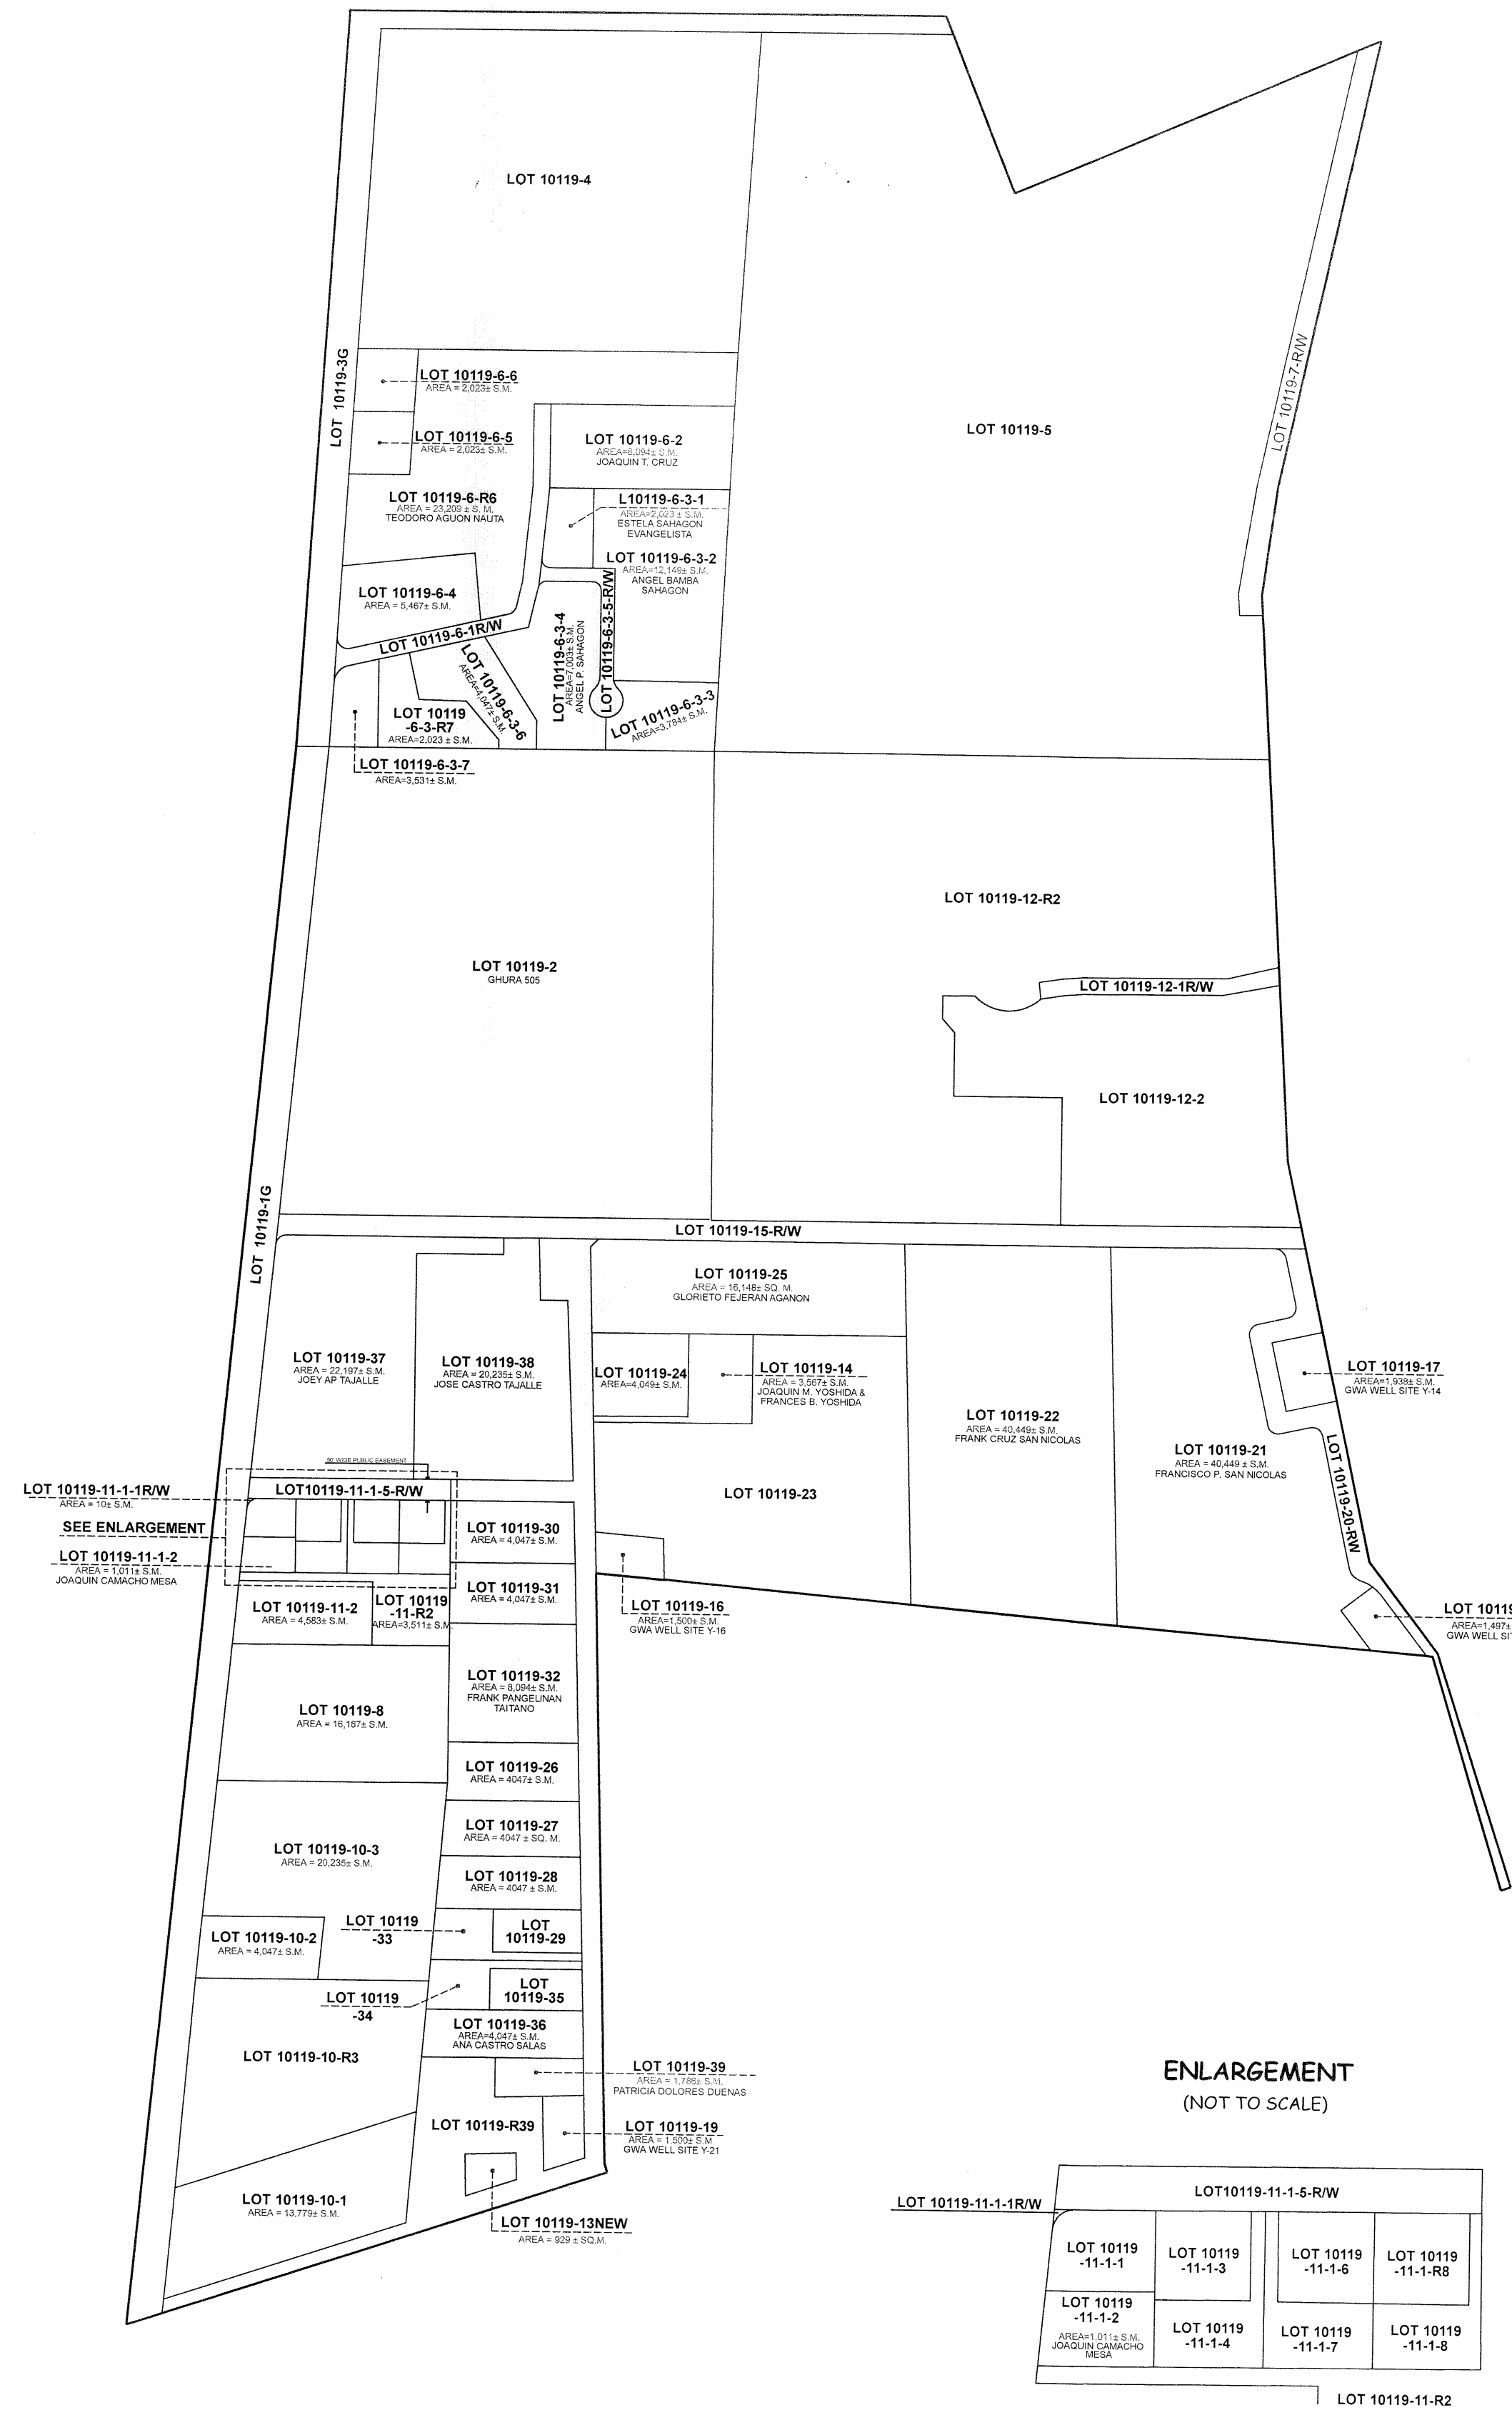 LOT 10119-4
LOT 10119-3G
LOT 10119-7-R/W
LOT 10119-6-6
AREA = 2,023± S.M.
LOT 10119-5
LOT 10119-6-5
AREA = 2,023± S.M.
LOT 10119-6-2
AREA=8,094± S.M.
JOAQUIN T. CRUZ
LOT 10119-6-R6
AREA = 23,209 ± S. M.
TEODORO AGUON NAUTA
L10119-6-3-1
AREA=2,023 ± S.M.
ESTELA SAHAGON
EVANGELISTA
LOT 10119-6-3-2
AREA=12,149± S.M.
ANGEL BAMBA
SAHAGON
LOT 10119-6-4
AREA = 5,467± S.M.
LOT 10119-6-1R/W
LOT 10119-6-3-6
AREA=4,047± S.M.
LOT 10119-6-3-4
AREA=7,003± S.M.
ANGEL P. SAHAGON
LOT 10119-6-3-5-R/W
LOT 10119-6-3-3
AREA=3,784± S.M.
LOT 10119
-6-3-R7
AREA=2,023 ± S.M.
LOT 10119-6-3-7
AREA=3,531± S.M.
LOT 10119-12-R2
LOT 10119-2
GHURA 505
LOT 10119-12-1R/W
LOT 10119-12-2
LOT 10119-1G
LOT 10119-15-R/W
LOT 10119-25
AREA = 16,148± SQ. M.
GLORIETO FEJERAN AGANON
LOT 10119-37
AREA = 22,197± S.M.
JOEY AP TAJALLE
LOT 10119-38
AREA = 20,235± S.M.
JOSE CASTRO TAJALLE
LOT 10119-24
AREA=4,049± S.M.
LOT 10119-14
AREA = 3,567± S.M.
JOAQUIN M. YOSHIDA &
FRANCES B. YOSHIDA
LOT 10119-17
AREA=1,938± S.M.
GWA WELL SITE Y-14
LOT 10119-22
AREA = 40,449± S.M.
FRANK CRUZ SAN NICOLAS
LOT 10119-21
AREA = 40,449 ± S.M.
FRANCISCO P. SAN NICOLAS
LOT 10119-20-RW
50' WIDE PUBLIC EASEMENT
LOT 10119-11-1-1R/W
AREA = 10± S.M.
LOT10119-11-1-5-R/W
LOT 10119-23
SEE ENLARGEMENT
LOT 10119-30
AREA = 4,047± S.M.
LOT 10119-11-1-2
AREA = 1,011± S.M.
JOAQUIN CAMACHO MESA
LOT 10119-31
AREA = 4,047± S.M.
LOT 10119-11-2
AREA = 4,583± S.M.
LOT 10119
-11-R2
AREA=3,511± S.M.
LOT 10119-16
AREA=1,500± S.M.
GWA WELL SITE Y-16
LOT 10119
AREA=1,497±
GWA WELL SIT
LOT 10119-32
AREA = 8,094± S.M.
FRANK PANGELINAN
TAITANO
LOT 10119-8
AREA = 16,187± S.M.
LOT 10119-26
AREA = 4047± S.M.
LOT 10119-27
AREA = 4047 ± SQ. M.
LOT 10119-10-3
AREA = 20,235± S.M.
LOT 10119-28
AREA = 4047 ± S.M.
LOT 10119
-33
LOT
10119-29
LOT 10119-10-2
AREA = 4,047± S.M.
LOT 10119
-34
LOT
10119-35
LOT 10119-36
AREA=4,047± S.M.
ANA CASTRO SALAS
LOT 10119-10-R3
LOT 10119-39
AREA = 1,786± S.M.
PATRICIA DOLORES DUENAS
LOT 10119-R39
LOT 10119-19
AREA = 1,500± S.M
GWA WELL SITE Y-21
LOT 10119-10-1
AREA = 13,779± S.M.
LOT 10119-13NEW
AREA = 929 ± SQ.M.
ENLARGEMENT
(NOT TO SCALE)
LOT10119-11-1-5-R/W
LOT 10119-11-1-1R/W
LOT 10119
-11-1-1
LOT 10119
-11-1-3
LOT 10119
-11-1-6
LOT 10119
-11-1-R8
LOT 10119
-11-1-2
AREA=1,011± S.M.
JOAQUIN CAMACHO
MESA
LOT 10119
-11-1-4
LOT 10119
-11-1-7
LOT 10119
-11-1-8
LOT 10119-11-R2